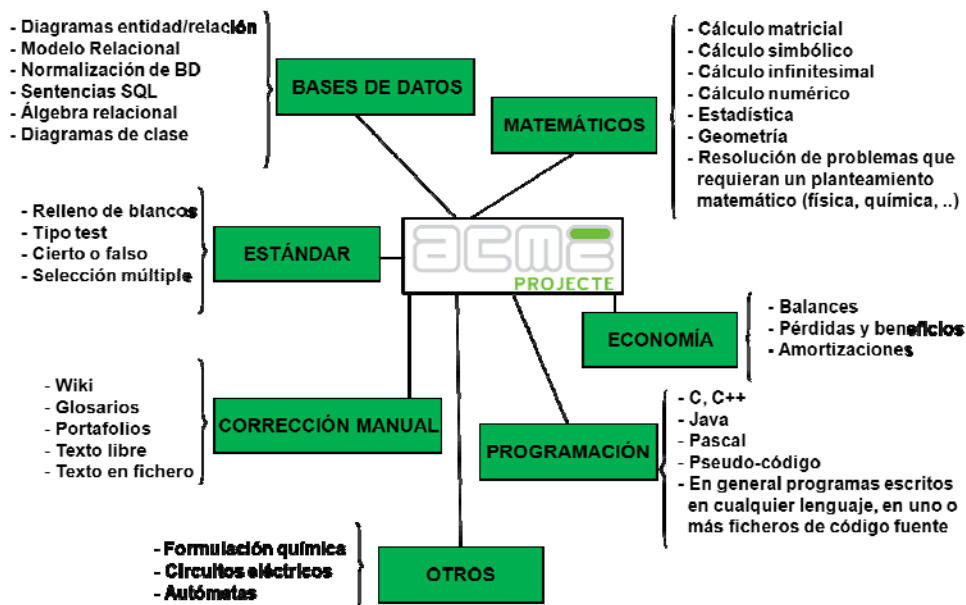 - Diagramas entidad/relación
- Modelo Relacional
- Normalización de BD
- Sentencias SQL
- Álgebra relacional
- Diagramas de clase
BASES DE DATOS
MATEMÁTICOS
- Cálculo matricial
- Cálculo simbólico
- Cálculo infinitesimal
- Cálculo numérico
- Estadística
- Geometría
- Resolución de problemas que
requieran un planteamiento
matemático (física, química, ..)
- Relleno de blancos
- Tipo test
- Cierto o falso
- Selección múltiple
ESTÁNDAR
acme
PROJECTE
ECONOMÍA
- Balances
- Pérdidas y beneficios
- Amortizaciones
- Wiki
- Glosarios
- Portafolios
- Texto libre
- Texto en fichero
CORRECCIÓN MANUAL
PROGRAMACIÓN
- C, C++
- Java
- Pascal
- Pseudo-código
- En general programas escritos
en cualquier lenguaje, en uno o
más ficheros de código fuente
- Formulación química
- Circuitos eléctricos
- Autómatas
OTROS